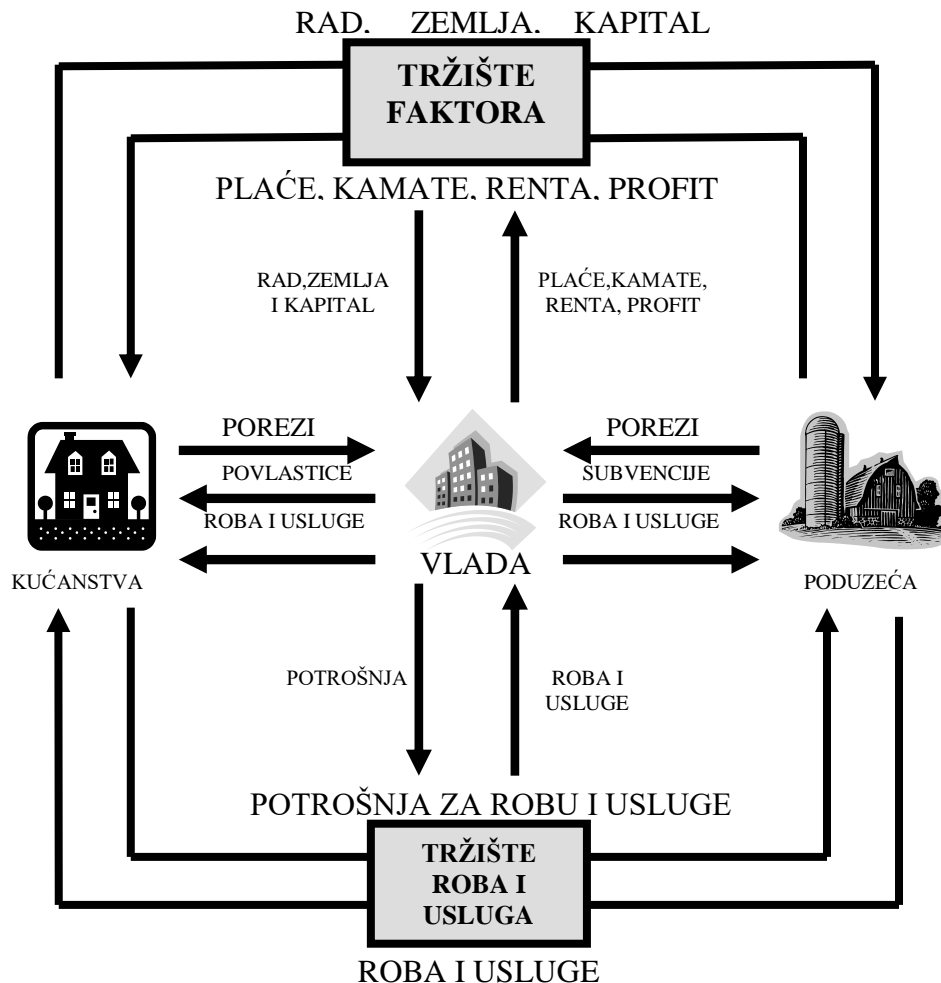 RAD, ZEMLJA, KAPITAL
TRŽIŠTE
FAKTORA
PLAĆE, KAMATE, RENTA, PROFIT
RAD,ZEMLJA
I KAPITAL
PLAĆE,KAMATE,
RENTA, PROFIT
POREZI
POREZI
POVLASTICE
SUBVENCIJE
ROBA I USLUGE
ROBA I USLUGE
VLADA
KUĆANSTVA
PODUZEĆA
POTROŠNJA
ROBA I
USLUGE
POTROŠNJA ZA ROBU I USLUGE
TRŽIŠTE
ROBA I
USLUGA
ROBA I USLUGE